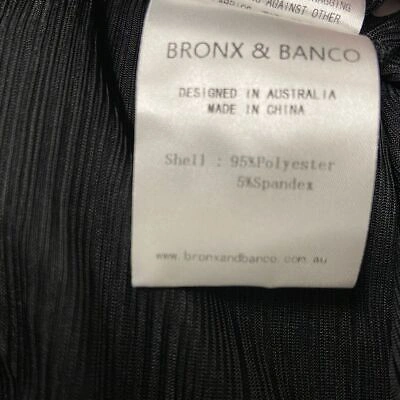 AGAINST OTHER
BRONX & BANCO
DESIGNED IN AUSTRALIA
MADE IN CHINA
Shell : 95%Polyester
5%Spandex
www.bronxandbanco.com.au